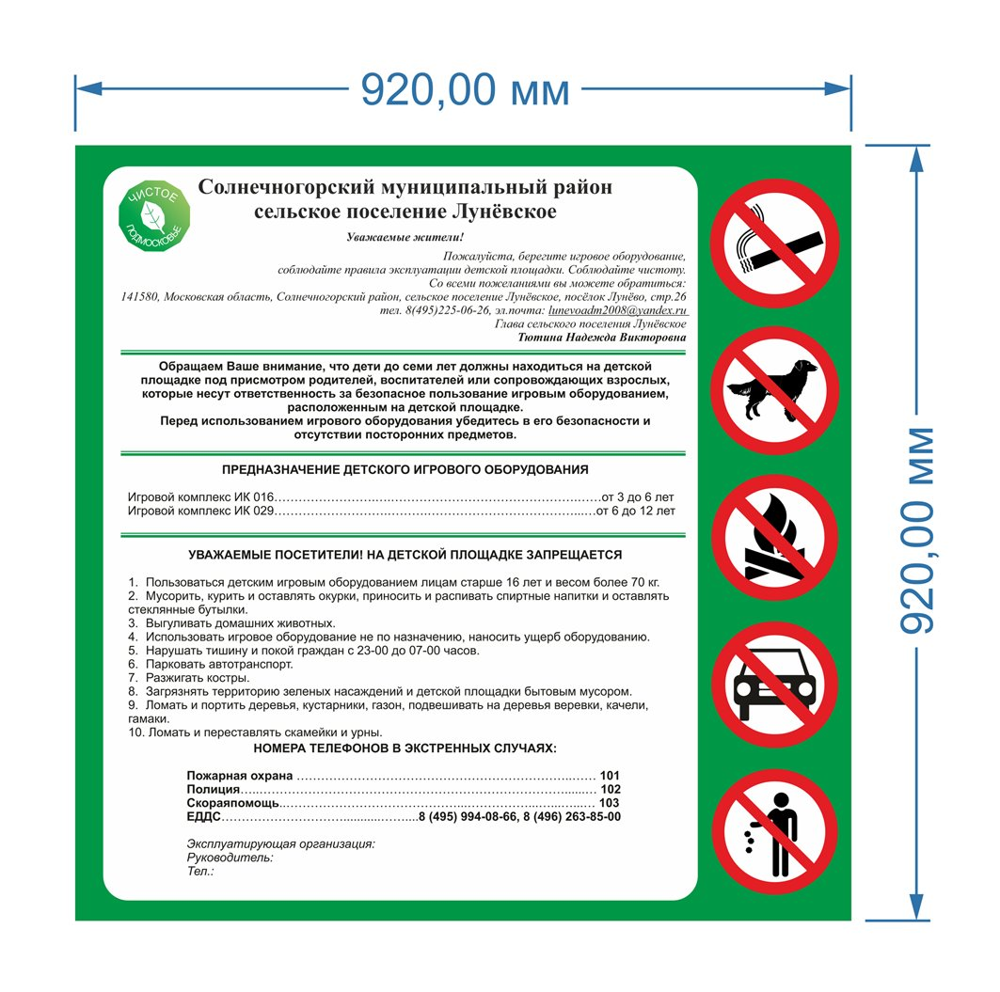 920,00 мм
ЧИСТОЕ
ПОДМОСКОВЬЕ
Солнечногорский муниципальный район
сельское поселение Лунёвское
Уважаемые жители!
Пожалуйста, берегите игровое оборудование,
соблюдайте правила эксплуатации детской площадки. Соблюдайте чистоту.
Со всеми пожеланиями вы можете обратиться:
141580, Московская область, Солнечногорский район, сельское поселение Лунёвское, посёлок Лунёво, стр.26
тел. 8(495)225-06-26, эл.почта: lunevoadm2008@yandex.ru
Глава сельского поселения Лунёвское
Тютина Надежда Викторовна
Обращаем Ваше внимание, что дети до семи лет должны находиться на детской
площадке под присмотром родителей, воспитателей или сопровождающих взрослых,
которые несут ответственность за безопасное пользование игровым оборудованием,
расположенным на детской площадке.
Перед использованием игрового оборудования убедитесь в его безопасности и
отсутствии посторонних предметов.
ПРЕДНАЗНАЧЕНИЕ ДЕТСКОГО ИГРОВОГО ОБОРУДОВАНИЯ
Игровой комплекс ИК 016……………………………………………………………………….от 3 до 6 лет
Игровой комплекс ИК 029……………………………………………………………………...…от 6 до 12 лет
УВАЖАЕМЫЕ ПОСЕТИТЕЛИ! НА ДЕТСКОЙ ПЛОЩАДКЕ ЗАПРЕЩАЕТСЯ
1. Пользоваться детским игровым оборудованием лицам старше 16 лет и весом более 70 кг.
2. Мусорить, курить и оставлять окурки, приносить и распивать спиртные напитки и оставлять
стеклянные бутылки.
3. Выгуливать домашних животных.
4. Использовать игровое оборудование не по назначению, наносить ущерб оборудованию.
5. Нарушать тишину и покой граждан с 23-00 до 07-00 часов.
6. Парковать автотранспорт.
7. Разжигать костры.
8. Загрязнять территорию зеленых насаждений и детской площадки бытовым мусором.
9. Ломать и портить деревья, кустарники, газон, подвешивать на деревья веревки, качели,
гамаки.
10. Ломать и переставлять скамейки и урны.
НОМЕРА ТЕЛЕФОНОВ В ЭКСТРЕННЫХ СЛУЧАЯХ:
Пожарная охрана …………………………………………………………..…… 101
Полиция…..…………………………………………………………………......…. 102
Скораяпомощь...……………………………………………………..……...…. 103
ЕДДС…………………………...........………....8 (495) 994-08-66, 8 (496) 263-85-00
Эксплуатирующая организация:
Руководитель:
Тел.:
920,00 мм